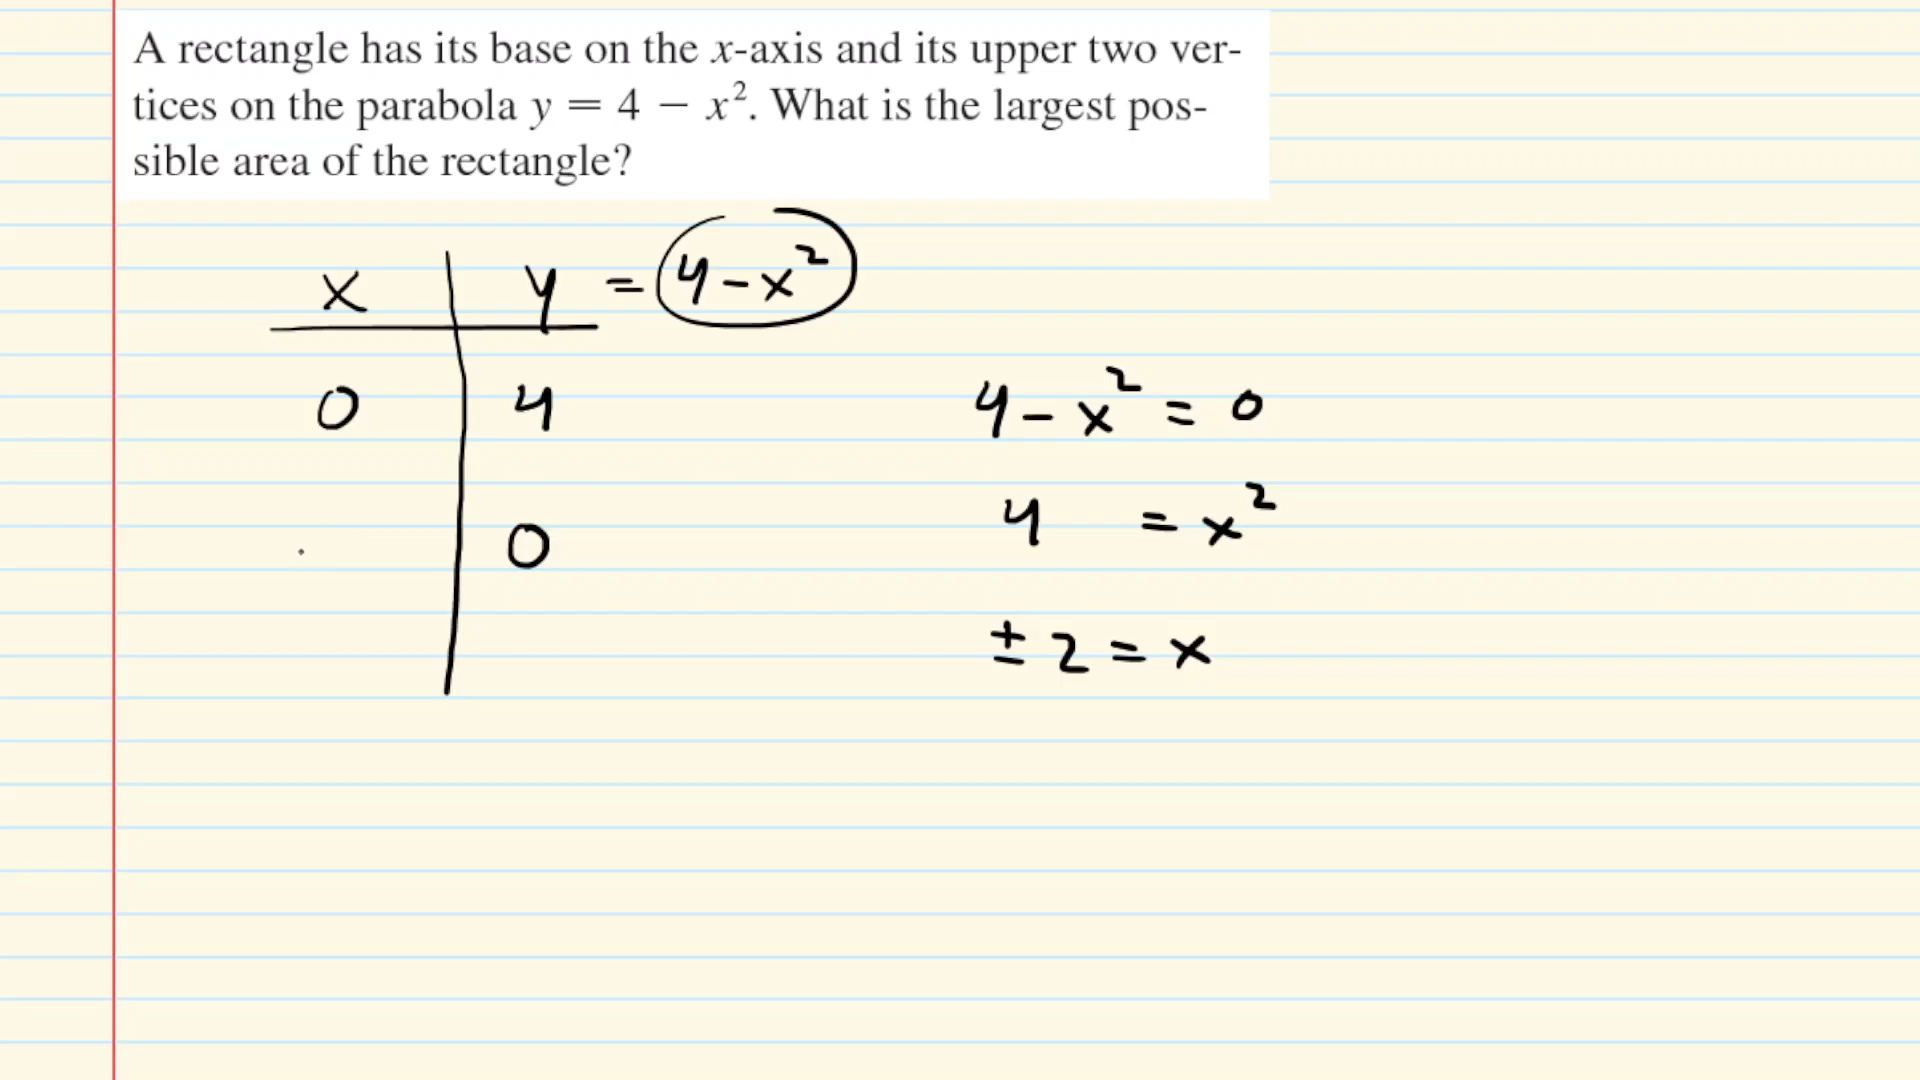 A rectangle has its base on the x-axis and its upper two ver-
tices on the parabola y = 4 − x². What is the largest pos-
sible area of the rectangle?
x y = 4 - x²
0 4
0
4 - x² = 0
4 = x²
± 2 = x